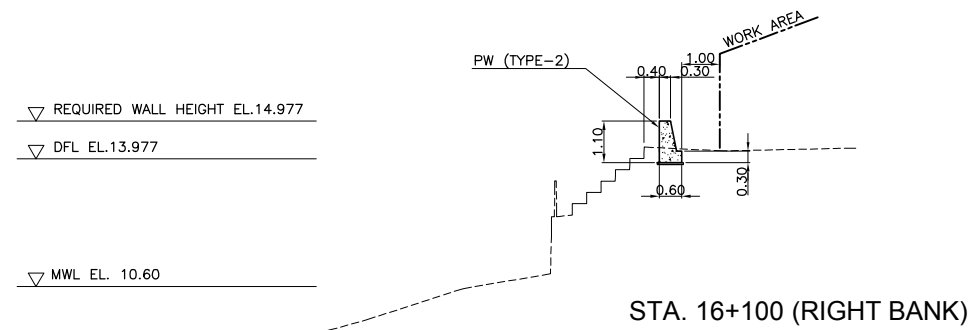 WORK AREA
PW (TYPE-2)
1.00
0.40 0.30
REQUIRED WALL HEIGHT EL.14.977
1.10
DFL EL.13.977
0.30
0.60
MWL EL. 10.60
STA. 16+100 (RIGHT BANK)